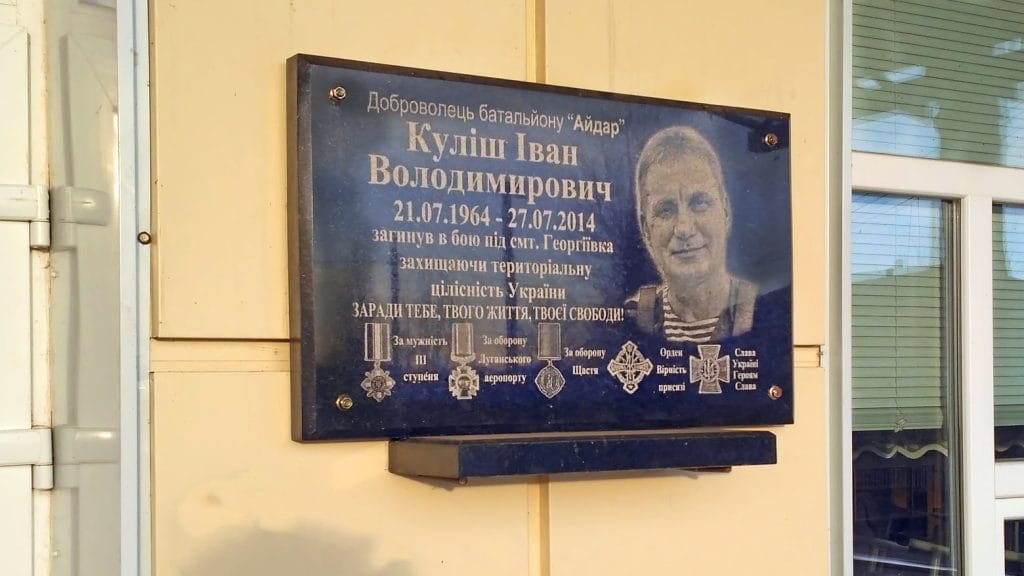 Доброволець батальйону "Айдар"
Куліш Іван
Володимирович
21.07.1964 - 27.07.2014
загинув в бою під смт. Георгіївка
захищаючи територіальну
цілісність України
ЗАРАДИ ТЕБЕ, ТВОГО ЖИТТЯ, ТВОЄЇ СВОБОДИ!
За мужність
III
ступеня
За оборону
Луганського
аеропорту
За оборону
Щастя
Орден
Вірність
присязі
Слава
Україні
Героям
Слава